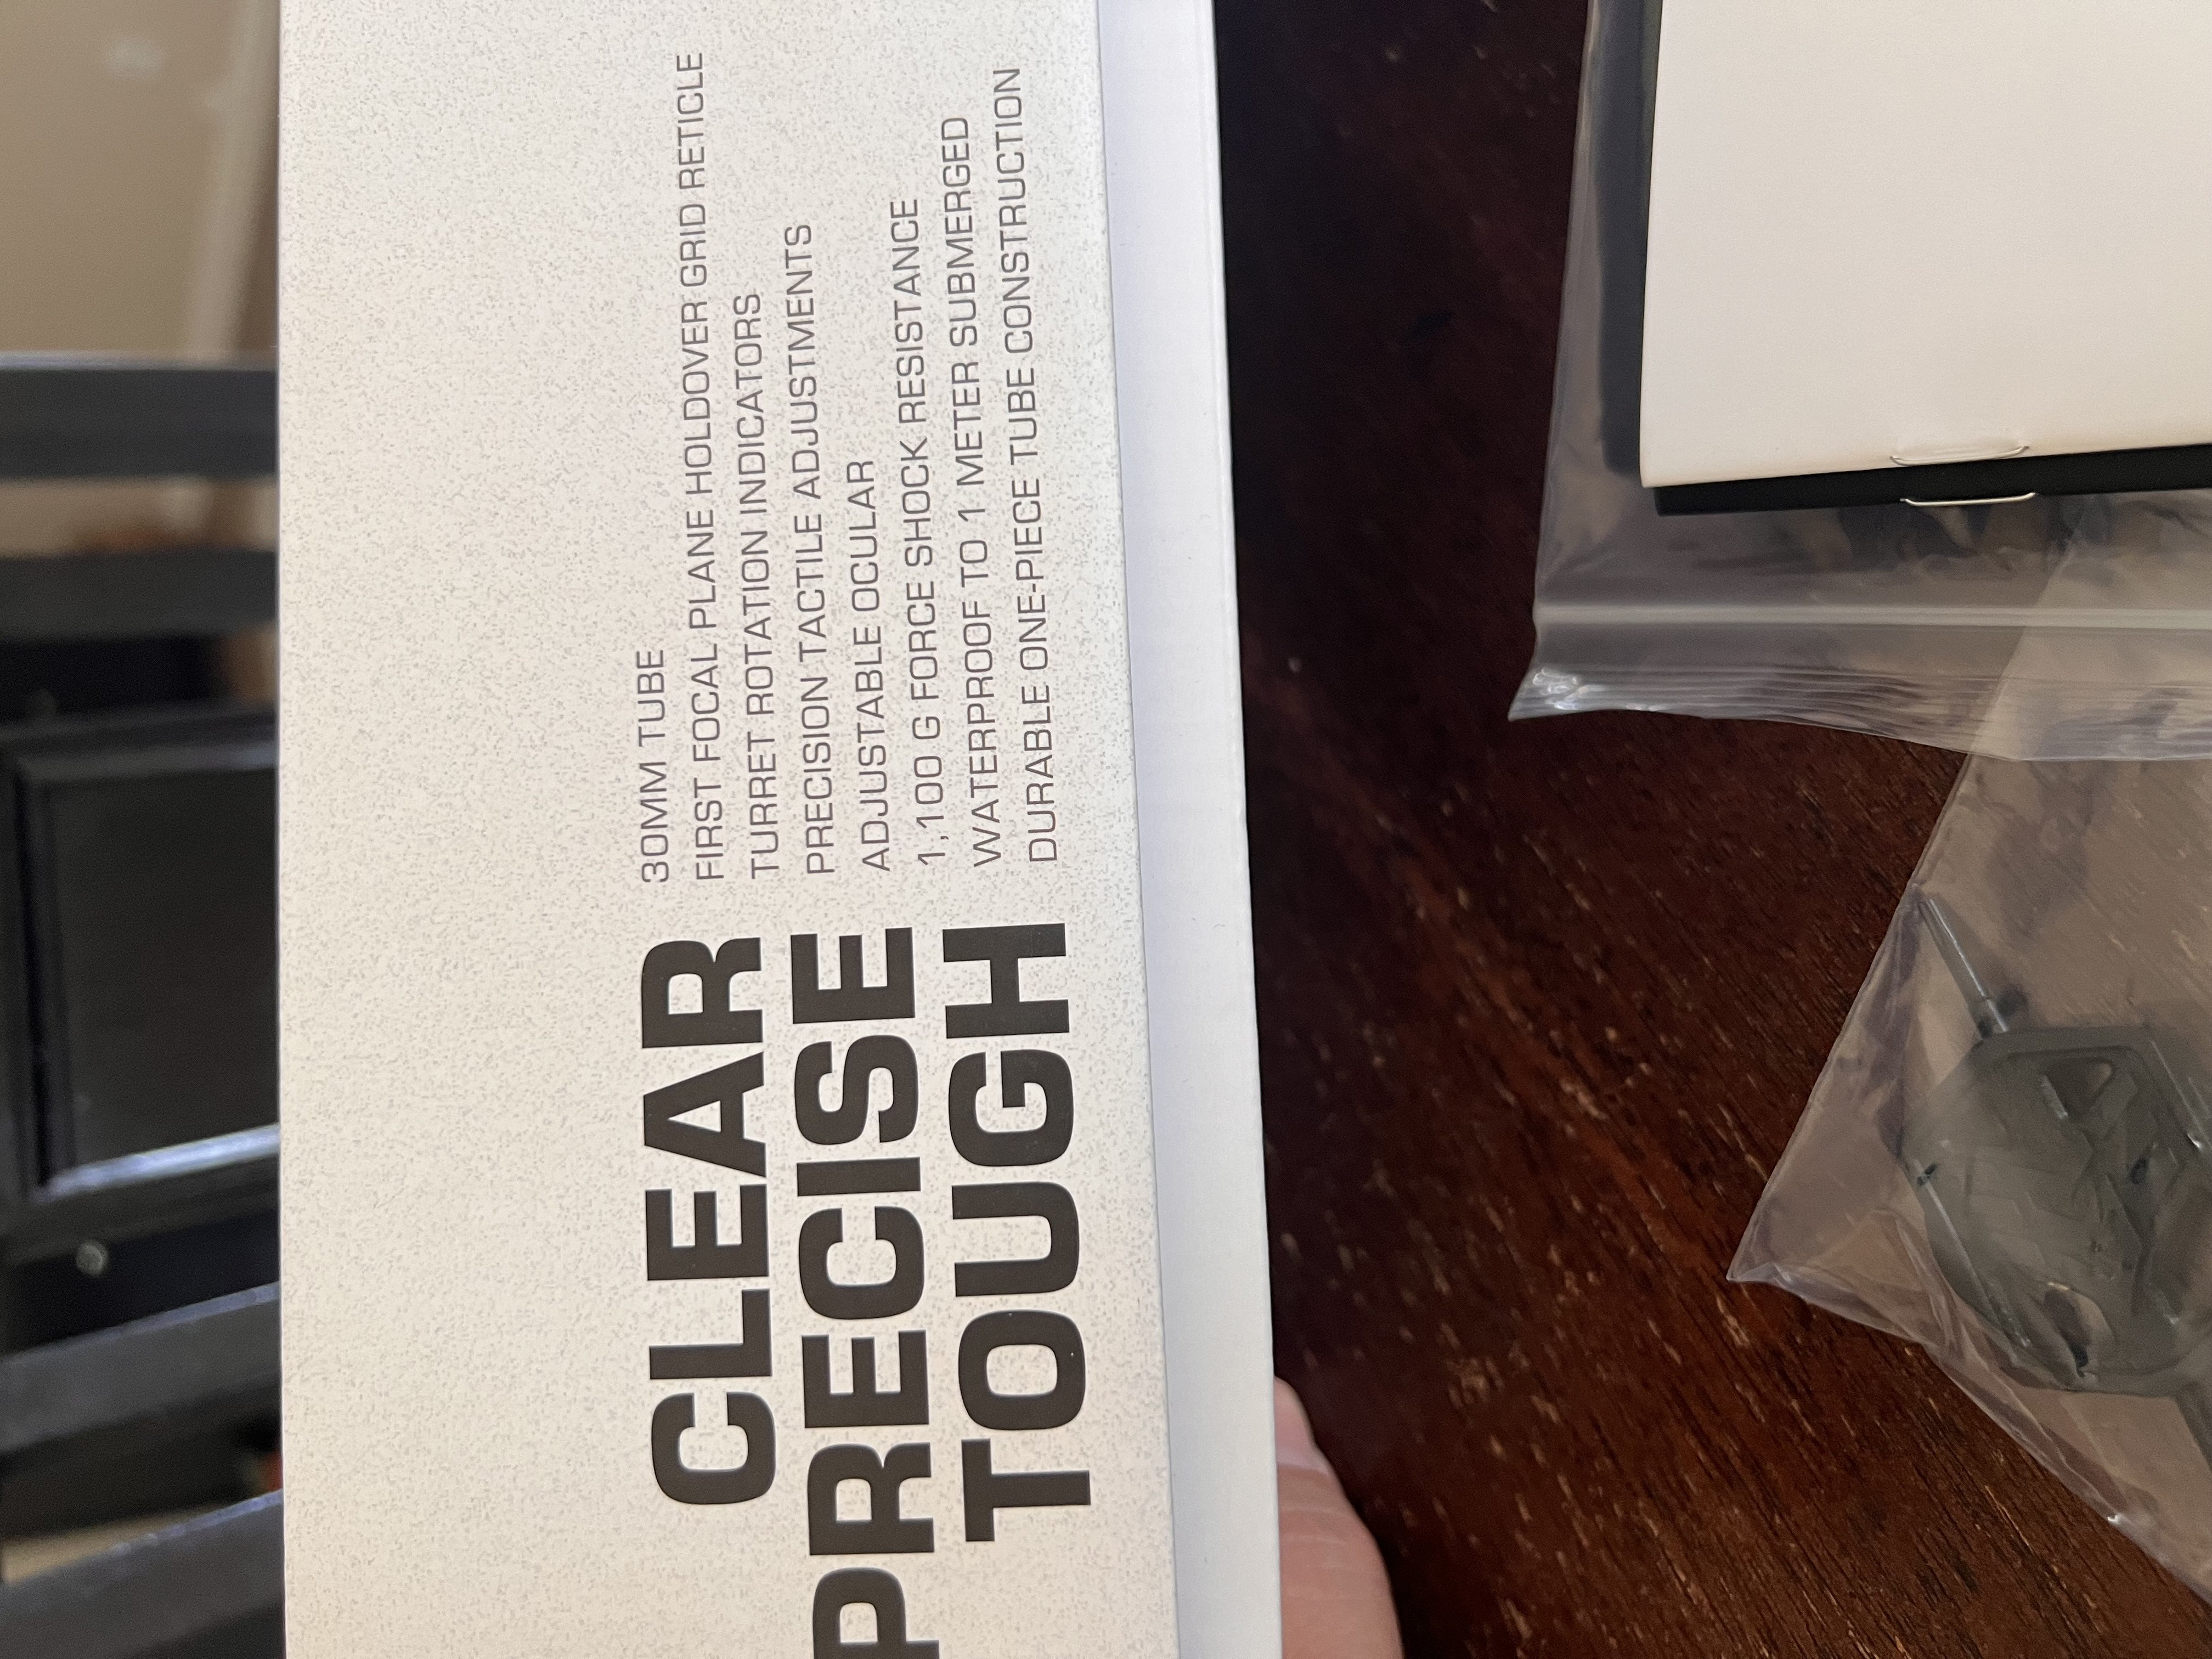 CLEAR
PRECISE
TOUGH
30MM TUBE
FIRST FOCAL PLANE HOLDOVER GRID RETICLE
TURRET ROTATION INDICATORS
PRECISION TACTILE ADJUSTMENTS
ADJUSTABLE OCULAR
1,100 G FORCE SHOCK RESISTANCE
WATERPROOF TO 1 METER SUBMERGED
DURABLE ONE-PIECE TUBE CONSTRUCTION